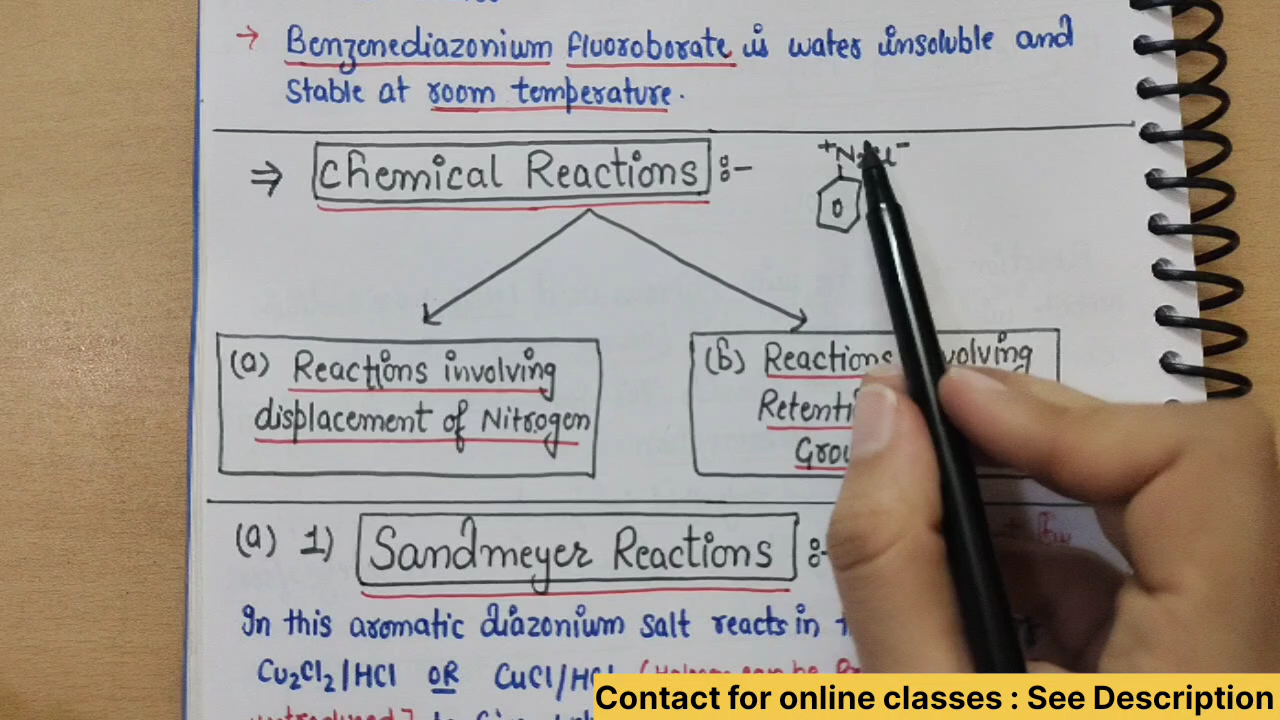 → Benzenediazonium fluoroborate is water insoluble and
stable at room temperature.
⇒ Chemical Reactions :-
(a) Reactions involving
displacement of Nitrogen
(b) Reactions
(a) 1) Sandmeyer Reactions :-
In this aromatic diazonium salt reacts in
Cu₂Cl₂/HCl OR CuCl/HCl
Contact for online classes : See Description